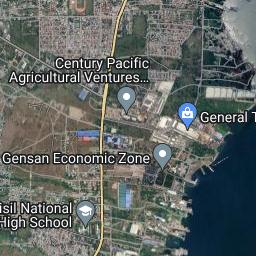 Century Pacific
Agricultural Ventures...
General T
Gensan Economic Zone
isil National
High School